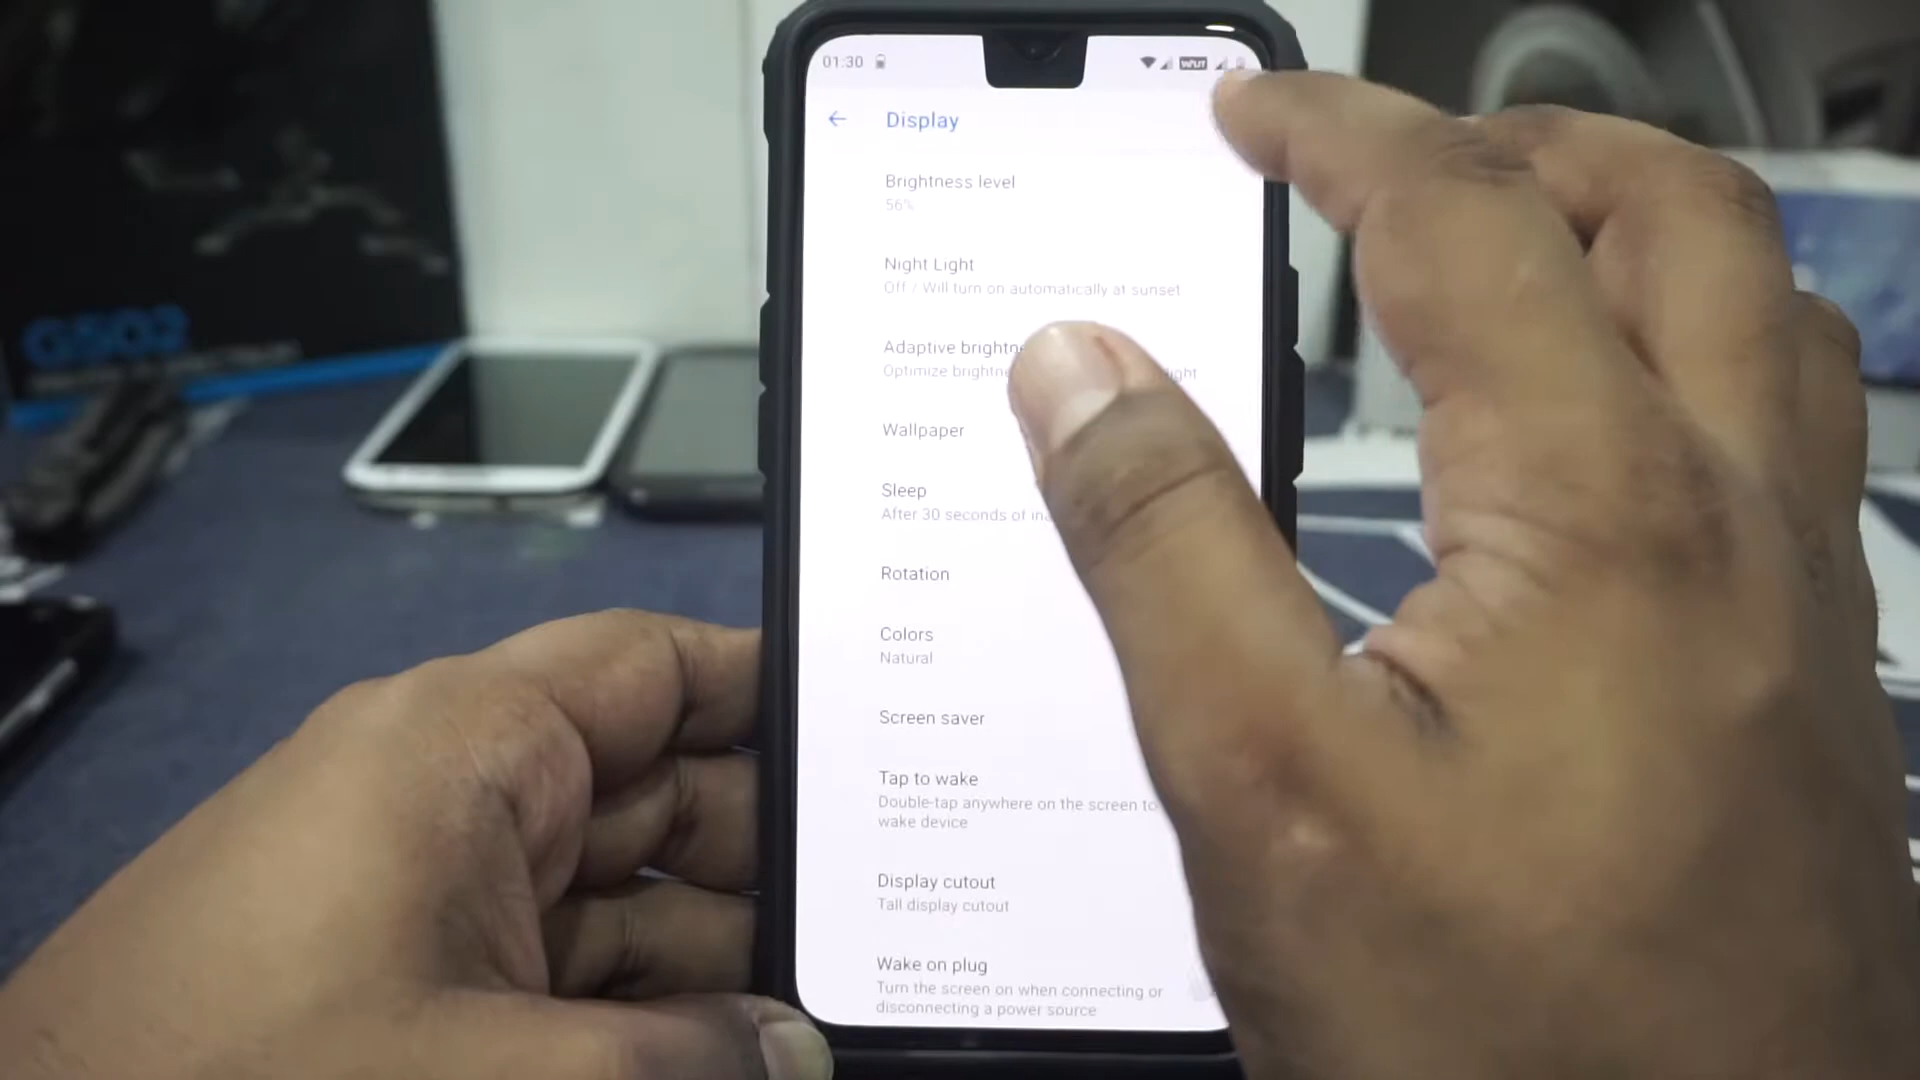 01:30
Display
Brightness level
56%
Night Light
Off / Will turn on automatically at sunset
Adaptive
Optimize
Wallpaper
Sleep
After 30 seconds of
Rotation
Colors
Natural
Screen saver
Tap to wake
Double-tap anywhere on the screen to
wake device
Display cutout
Tall display cutout
Wake on plug
Turn the screen on when connecting or
disconnecting a power source
G502